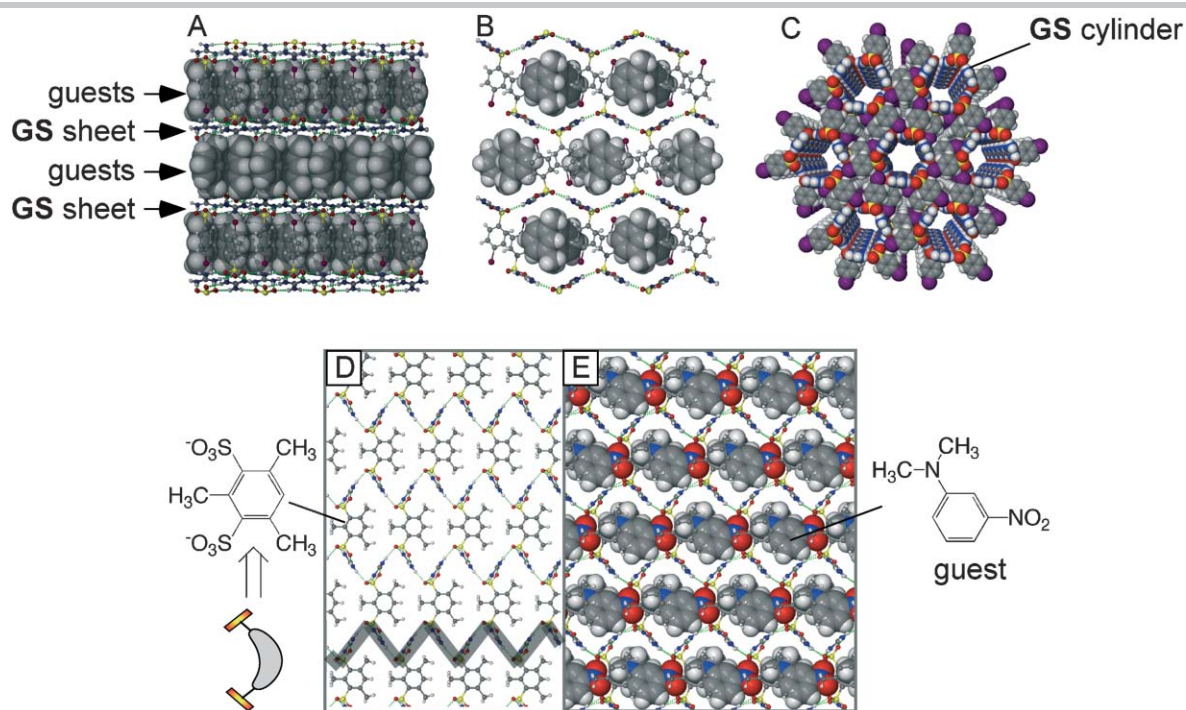 A
B
C
GS cylinder
guests
GS sheet
guests
GS sheet
D
E
⁻O₃S
CH₃
H₃C
⁻O₃S
CH₃
CH₃
H₃C N
NO₂
guest